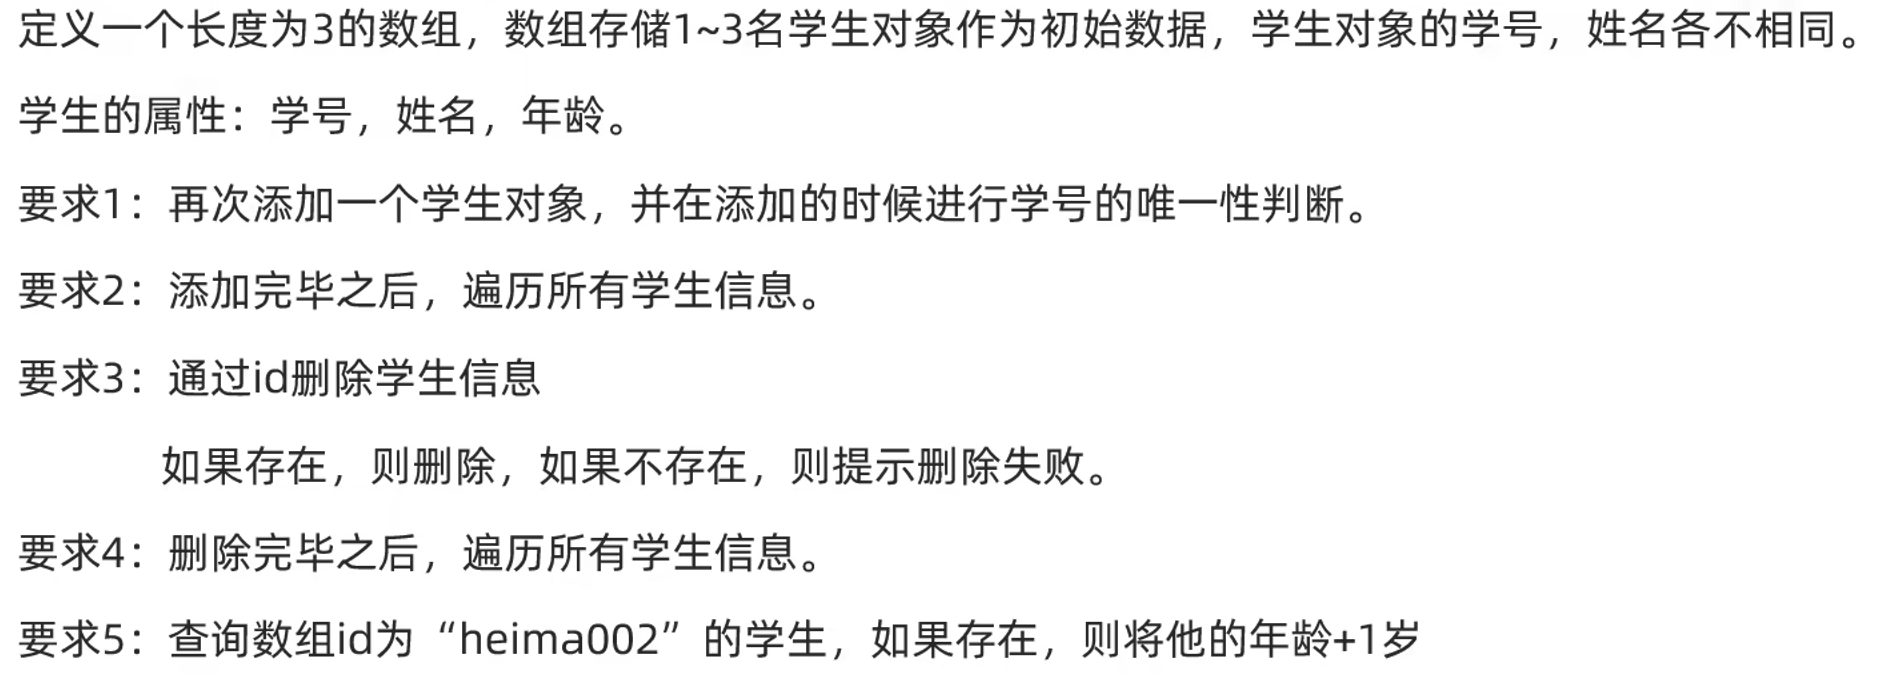 定义一个长度为3的数组，数组存储1~3名学生对象作为初始数据，学生对象的学号，姓名各不相同。
学生的属性：学号，姓名，年龄。
要求1：再次添加一个学生对象，并在添加的时候进行学号的唯一性判断。
要求2：添加完毕之后，遍历所有学生信息。
要求3：通过id删除学生信息
如果存在，则删除，如果不存在，则提示删除失败。
要求4：删除完毕之后，遍历所有学生信息。
要求5：查询数组id为“heima002”的学生，如果存在，则将他的年龄+1岁